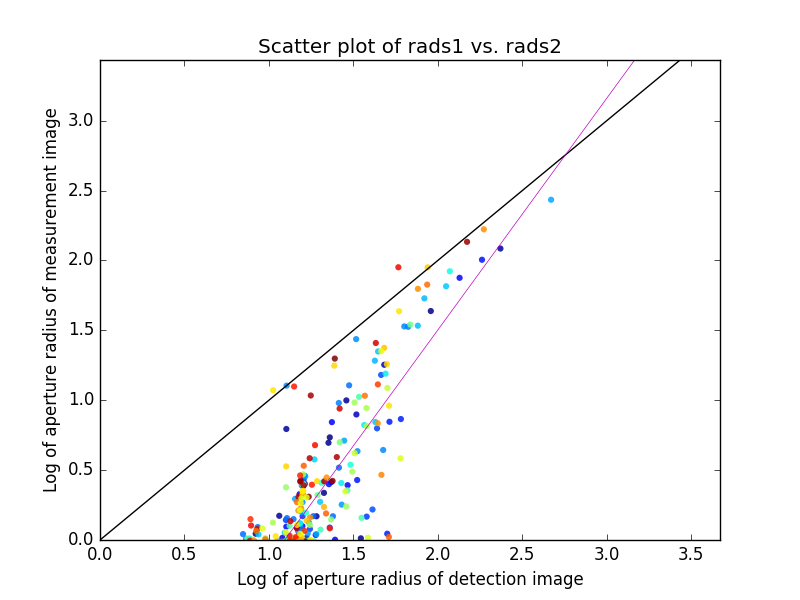 Scatter plot of rads1 vs. rads2
Log of aperture radius of measurement image
3.0
2.5
2.0
1.5
1.0
0.5
0.0
0.0 0.5 1.0 1.5 2.0 2.5 3.0 3.5
Log of aperture radius of detection image